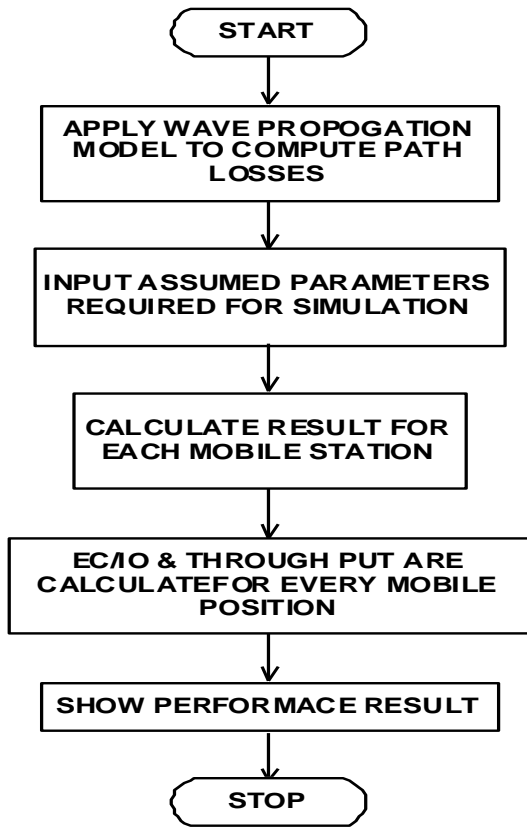 START
APPLY WAVE PROPOGATION
MODEL TO COMPUTE PATH
LOSSES
INPUT ASSUMED PARAMETERS
REQUIRED FOR SIMULATION
CALCULATE RESULT FOR
EACH MOBILE STATION
EC/IO & THROUGH PUT ARE
CALCULATEFOR EVERY MOBILE
POSITION
SHOW PERFORMACE RESULT
STOP